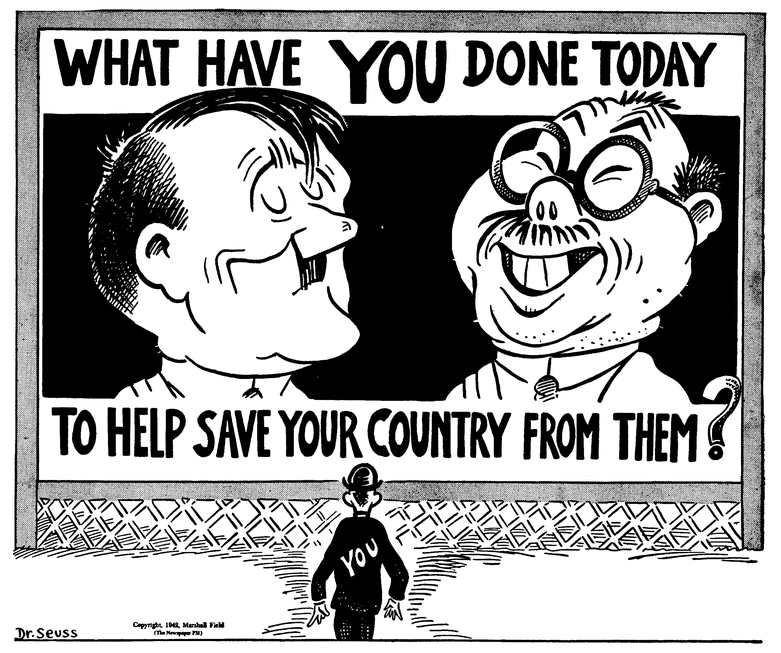 WHAT HAVE YOU DONE TODAY
TO HELP SAVE YOUR COUNTRY FROM THEM?
YOU
Dr. Seuss
Copyright, 1942, Marshall Field
(The Newspaper PM)